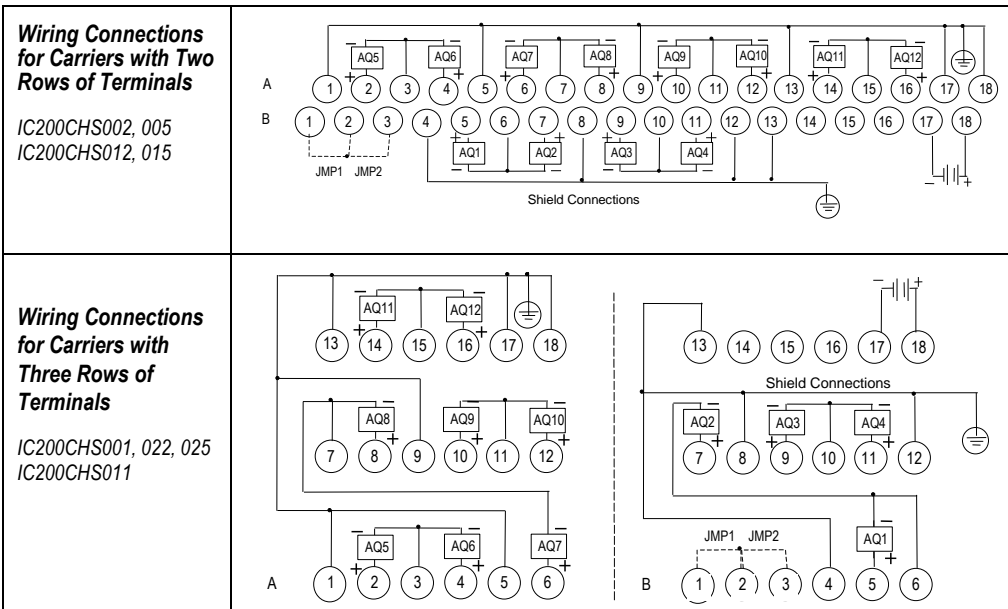 Wiring Connections
for Carriers with Two
Rows of Terminals
IC200CHS002, 005
IC200CHS012, 015
− AQ5 − AQ6 − AQ7 − AQ8 − AQ9 − AQ10 − AQ11 − AQ12
+ + + + + + + +
A 1 2 3 4 5 6 7 8 9 10 11 12 13 14 15 16 17 18
B 1 2 3 4 5 6 7 8 9 10 11 12 13 14 15 16 17 18
+ + + +
AQ1 AQ2 AQ3 AQ4
− − − −
JMP1 JMP2
− +
Shield Connections
Wiring Connections
for Carriers with
Three Rows of
Terminals
IC200CHS001, 022, 025
IC200CHS011
− AQ11 − AQ12
+ +
13 14 15 16 17 18
− AQ8 − AQ9 − AQ10
+ + +
7 8 9 10 11 12
− AQ5 − AQ6 − AQ7
+ + +
A 1 2 3 4 5 6
− +
13 14 15 16 17 18
Shield Connections
− AQ2 − AQ3 − AQ4
+ + +
7 8 9 10 11 12
JMP1 JMP2
− AQ1
+
B 1 2 3 4 5 6